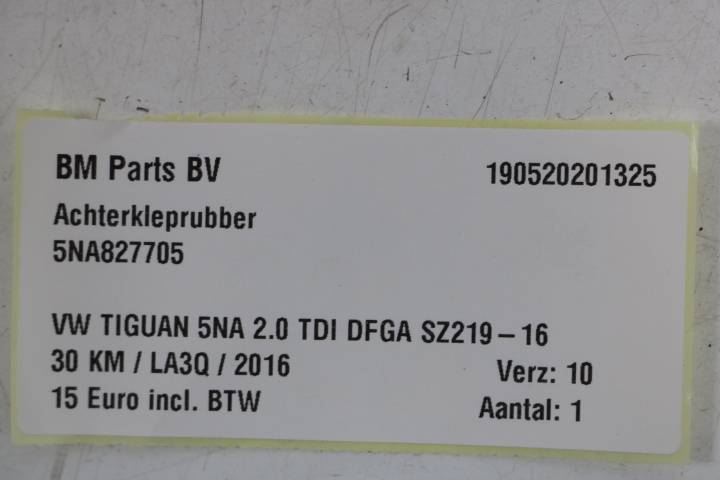 BM Parts BV 190520201325
Achterkleprubber
5NA827705
VW TIGUAN 5NA 2.0 TDI DFGA SZ219-16
30 KM / LA3Q / 2016 Verz: 10
15 Euro incl. BTW Aantal: 1